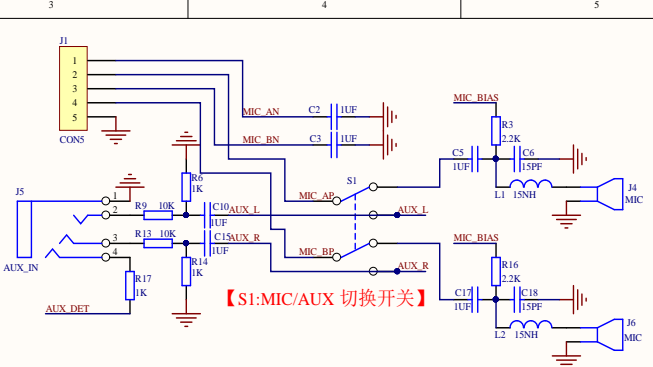 3 4 5
J1
1
2
3
4
5
CON5
MIC_AN
C2 1UF
MIC_BN
C3 1UF
MIC_BIAS
R3
2.2K
C5
1UF
C6
15PF
L1 15NH
J4
MIC
R6
1K
S1
MIC_AP
J5
1
2
3
4
AUX_IN
R9 10K
C10
1UF
AUX_L
AUX_L
R13 10K
C15
1UF
AUX_R
MIC_BP
AUX_R
R14
1K
R17
1K
AUX_DET
【S1:MIC/AUX 切换开关】
MIC_BIAS
R16
2.2K
C17
1UF
C18
15PF
L2 15NH
J6
MIC